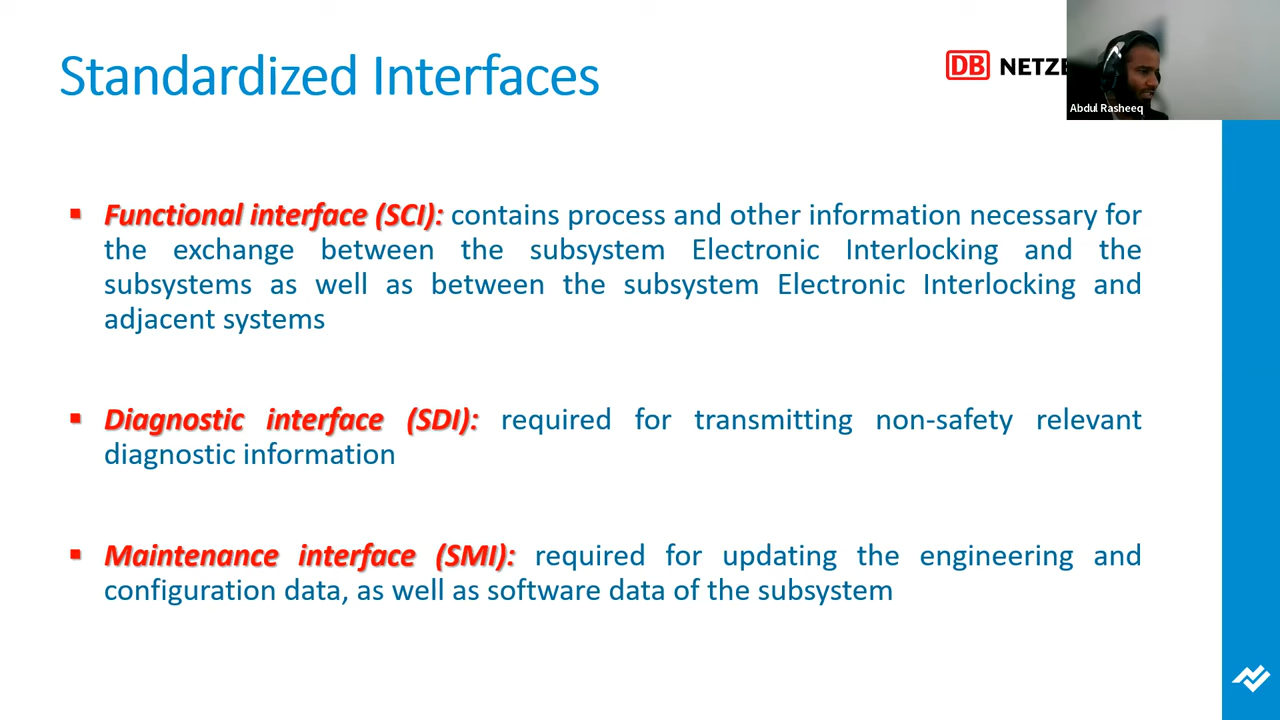 Standardized Interfaces
DB NETZE
Abdul Rasheeq
Functional interface (SCI): contains process and other information necessary for
the exchange between the subsystem Electronic Interlocking and the
subsystems as well as between the subsystem Electronic Interlocking and
adjacent systems
Diagnostic interface (SDI): required for transmitting non-safety relevant
diagnostic information
Maintenance interface (SMI): required for updating the engineering and
configuration data, as well as software data of the subsystem